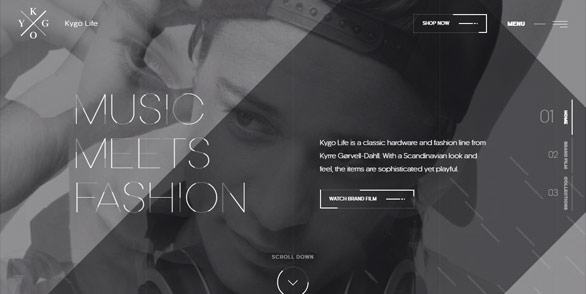 K
Y G
O
Kygo Life
SHOP NOW
MENU
MUSIC
MEETS
FASHION
Kygo Life is a classic hardware and fashion line from
Kyrre Gørvell-Dahll. With a Scandinavian look and
feel, the items are sophisticated yet playful.
WATCH BRAND FILM
01 HOME
02 BRAND FILM
03 COLLECTIONS
SCROLL DOWN